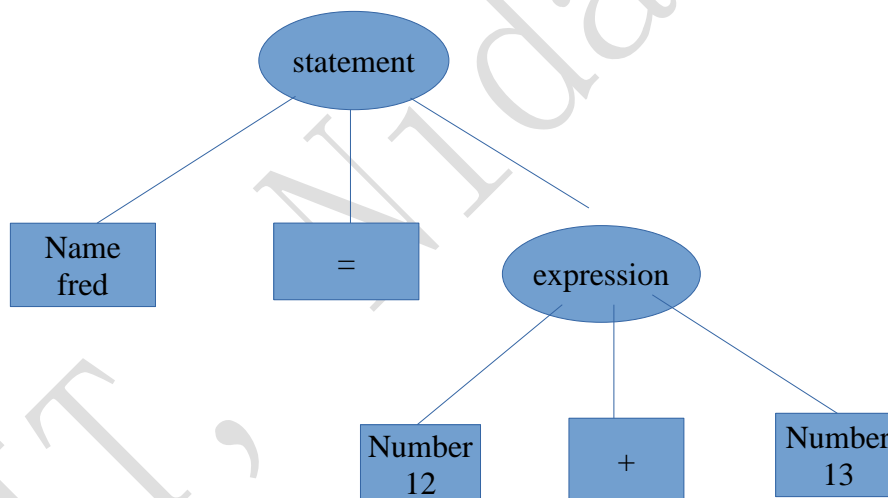 statement
Name
fred
=
expression
Number
12
+
Number
13